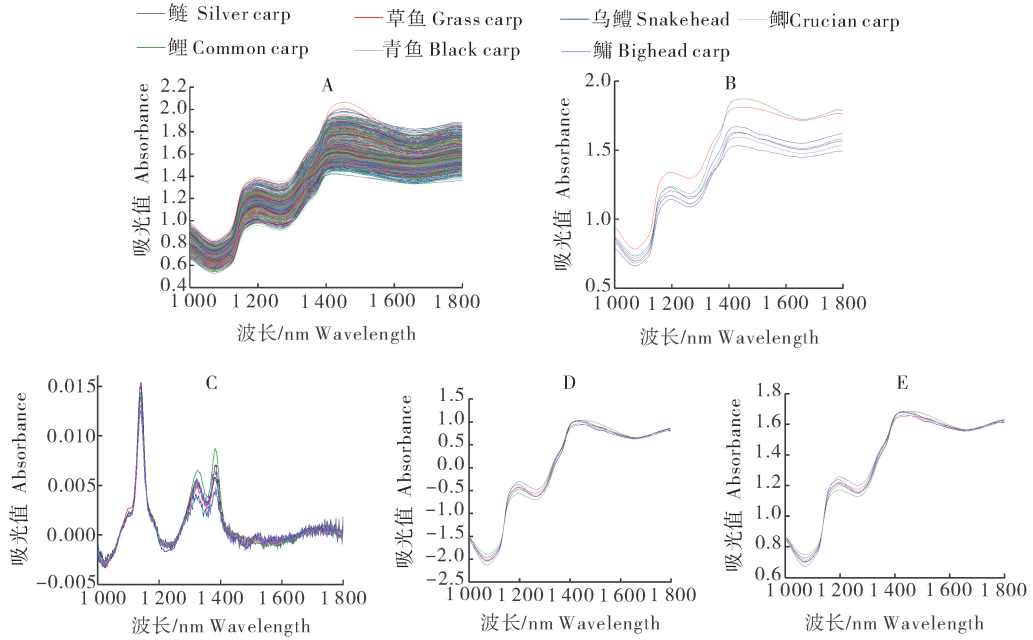 鲢 Silver carp 草鱼 Grass carp 乌鳢 Snakehead 鲫Crucian carp
鲤 Common carp 青鱼 Black carp 鳙 Bighead carp
A
吸光值 Absorbance
2.2
2.0
1.8
1.6
1.4
1.2
1.0
0.8
0.6
0.4
1 000 1 200 1 400 1 600 1 800
波长/nm Wavelength
B
吸光值 Absorbance
2.0
1.5
1.0
0.5
1 000 1 200 1 400 1 600 1 800
波长/nm Wavelength
C
吸光值 Absorbance
0.015
0.010
0.005
0.000
−0.005
1 000 1 200 1 400 1 600 1 800
波长/nm Wavelength
D
吸光值 Absorbance
1.5
1.0
0.5
0.0
−0.5
−1.0
−1.5
−2.0
−2.5
1 000 1 200 1 400 1 600 1 800
波长/nm Wavelength
E
吸光值 Absorbance
1.8
1.6
1.4
1.2
1.0
0.8
0.6
1 000 1 200 1 400 1 600 1 800
波长/nm Wavelength